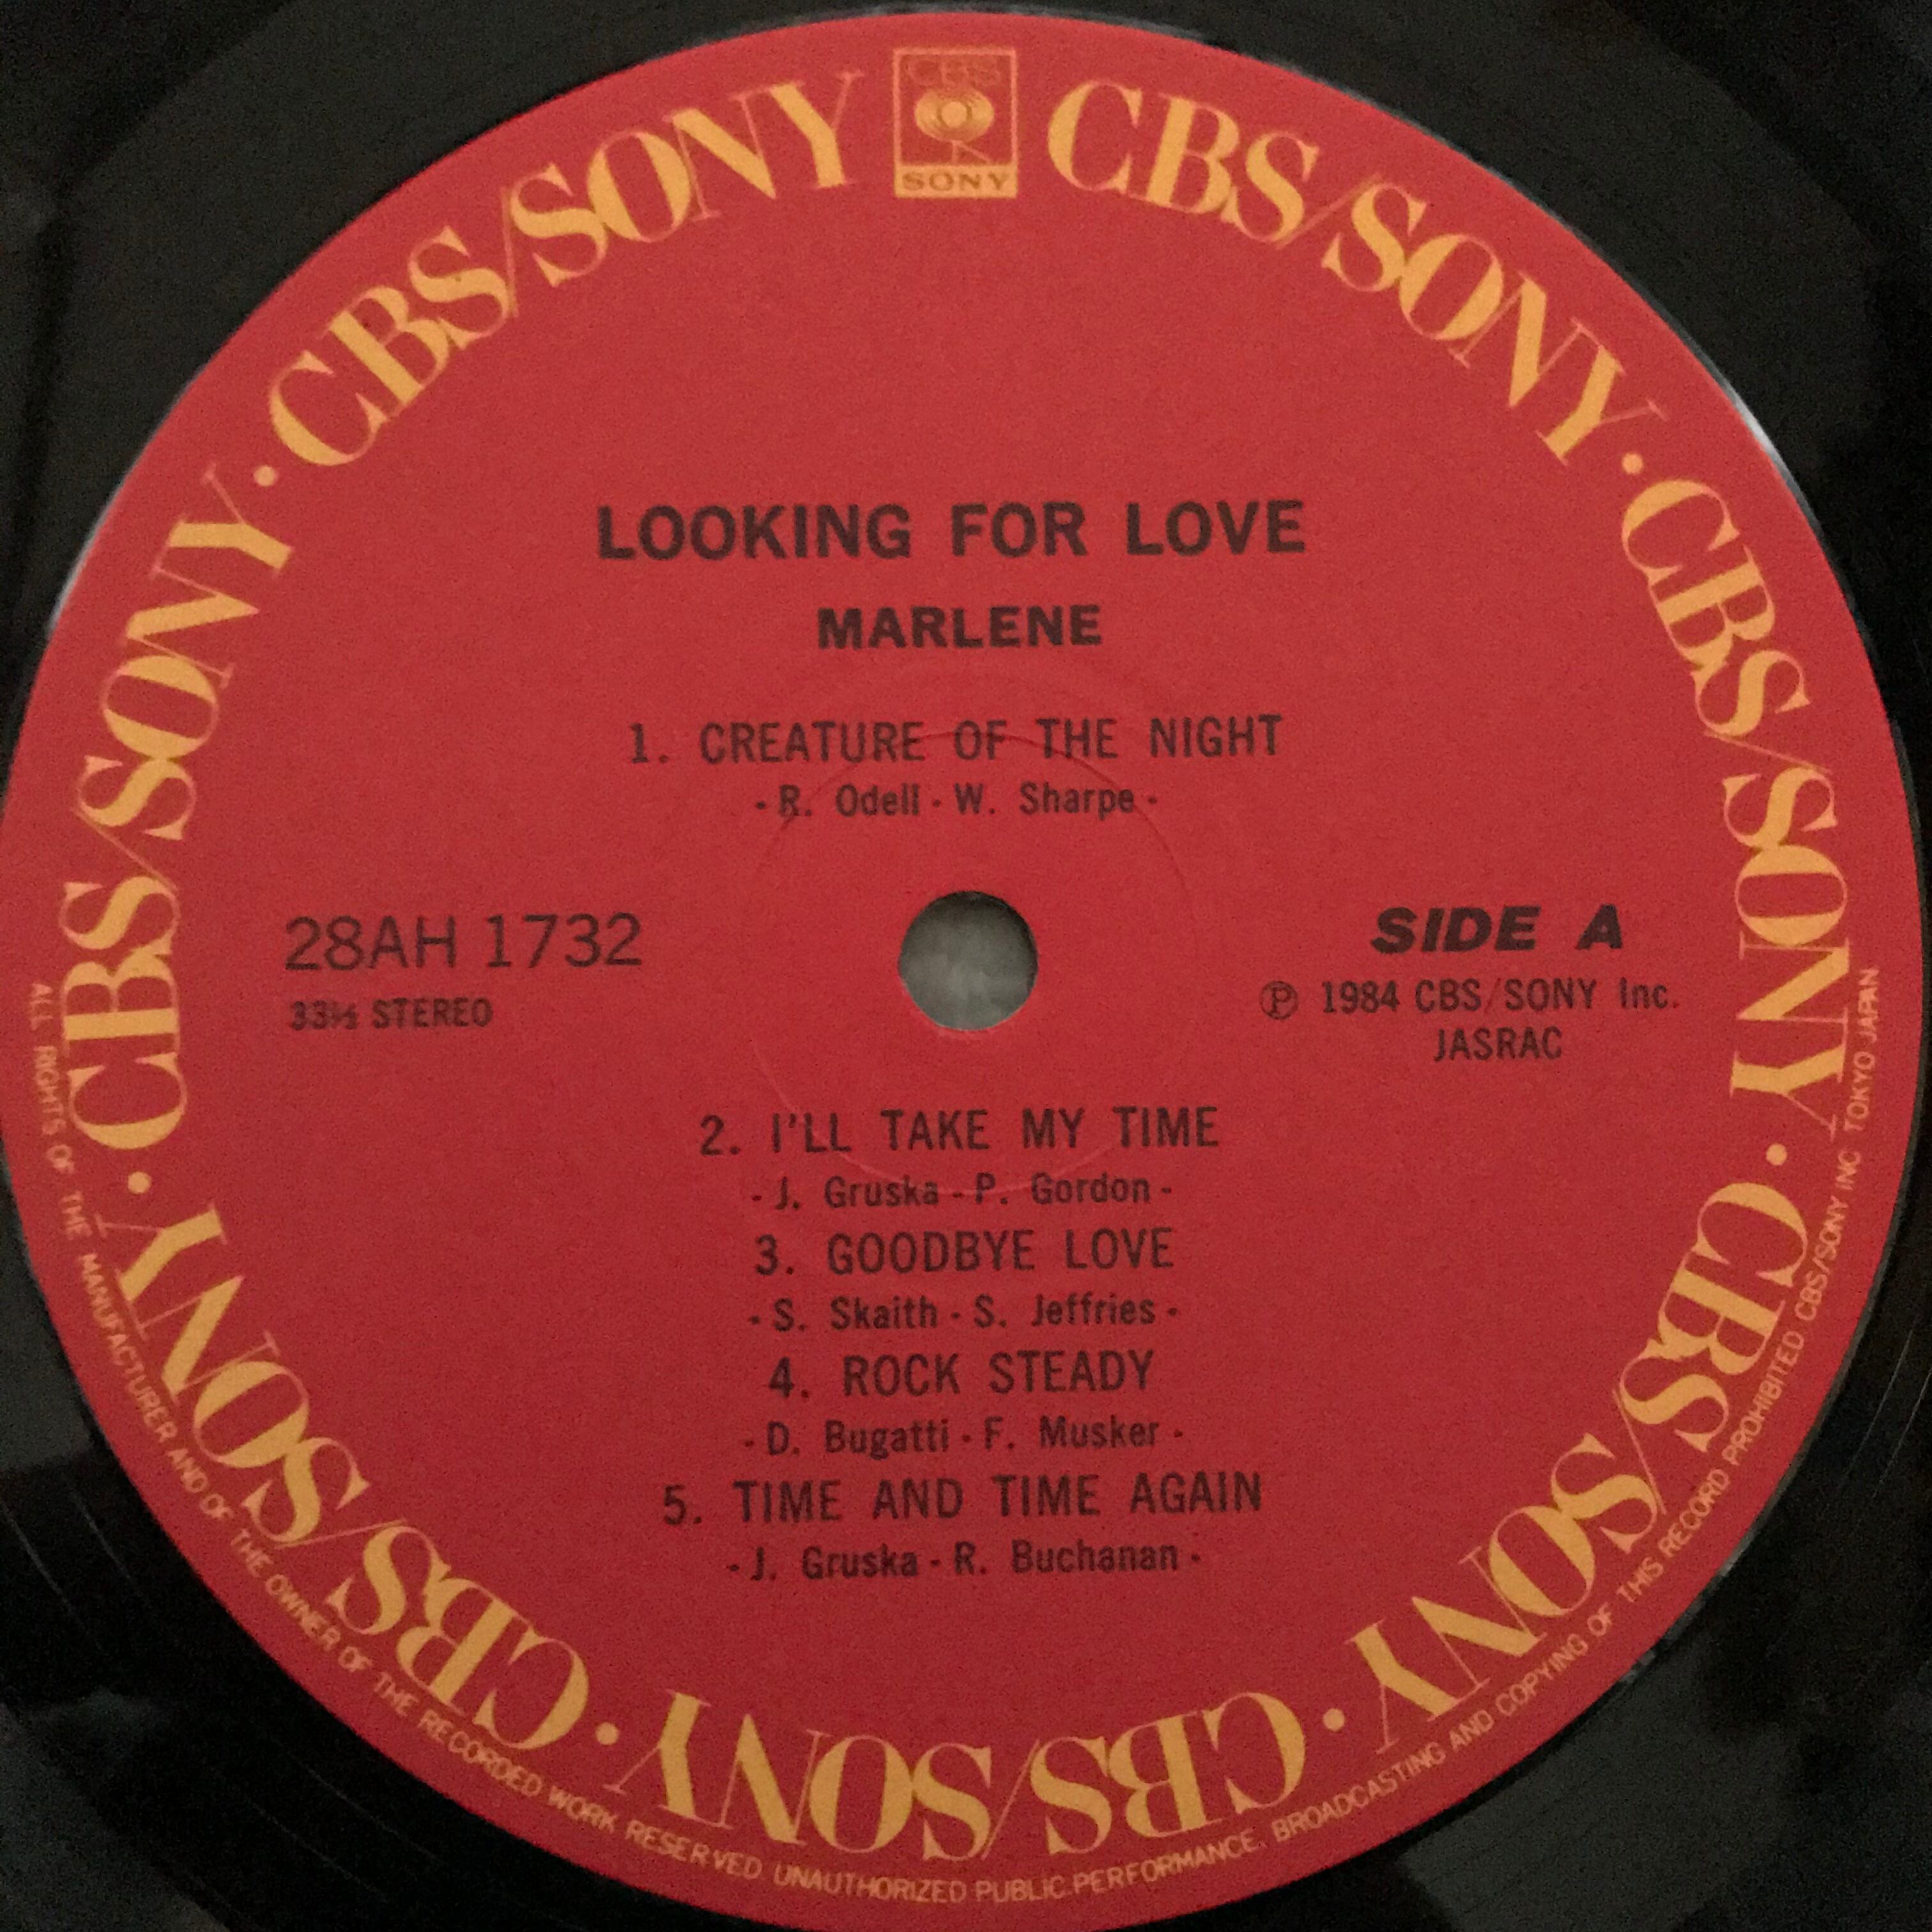 CBS
SONY
CBS/SONY · CBS/SONY · CBS/SONY · CBS/SONY · CBS/SONY · CBS/SONY · CBS/SONY
LOOKING FOR LOVE
MARLENE
1. CREATURE OF THE NIGHT
- R. Odell - W. Sharpe -
28AH 1732
33⅓ STEREO
SIDE A
Ⓟ 1984 CBS/SONY Inc.
JASRAC
2. I'LL TAKE MY TIME
- J. Gruska - P. Gordon -
3. GOODBYE LOVE
- S. Skaith - S. Jeffries -
4. ROCK STEADY
- D. Bugatti - F. Musker -
5. TIME AND TIME AGAIN
- J. Gruska - R. Buchanan -
ALL RIGHTS OF THE MANUFACTURER AND OF THE OWNER OF THE RECORDED WORK RESERVED UNAUTHORIZED PUBLIC PERFORMANCE, BROADCASTING AND COPYING OF THIS RECORD PROHIBITED CBS/SONY INC TOKYO JAPAN